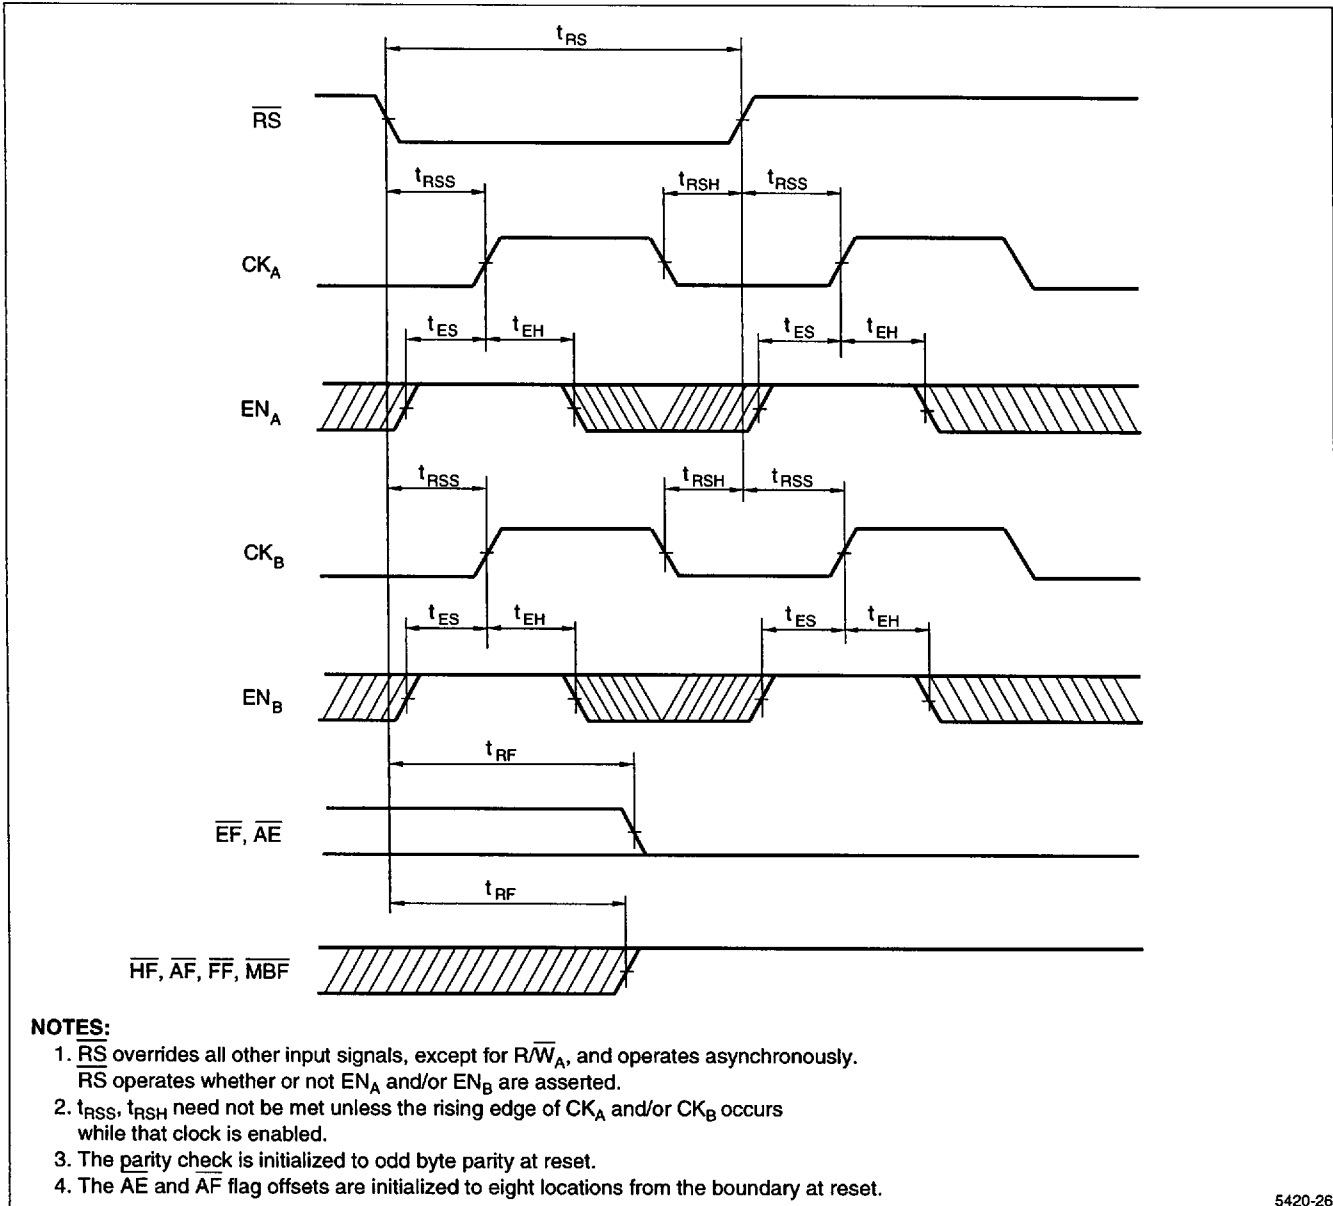 tRS
RS
tRSS tRSH tRSS
CKA
tES tEH tES tEH
ENA
tRSS tRSH tRSS
CKB
tES tEH tES tEH
ENB
tRF
EF, AE
tRF
HF, AF, FF, MBF
NOTES:
1. RS overrides all other input signals, except for R/WA, and operates asynchronously.
RS operates whether or not ENA and/or ENB are asserted.
2. tRSS, tRSH need not be met unless the rising edge of CKA and/or CKB occurs
while that clock is enabled.
3. The parity check is initialized to odd byte parity at reset.
4. The AE and AF flag offsets are initialized to eight locations from the boundary at reset.
5420-26